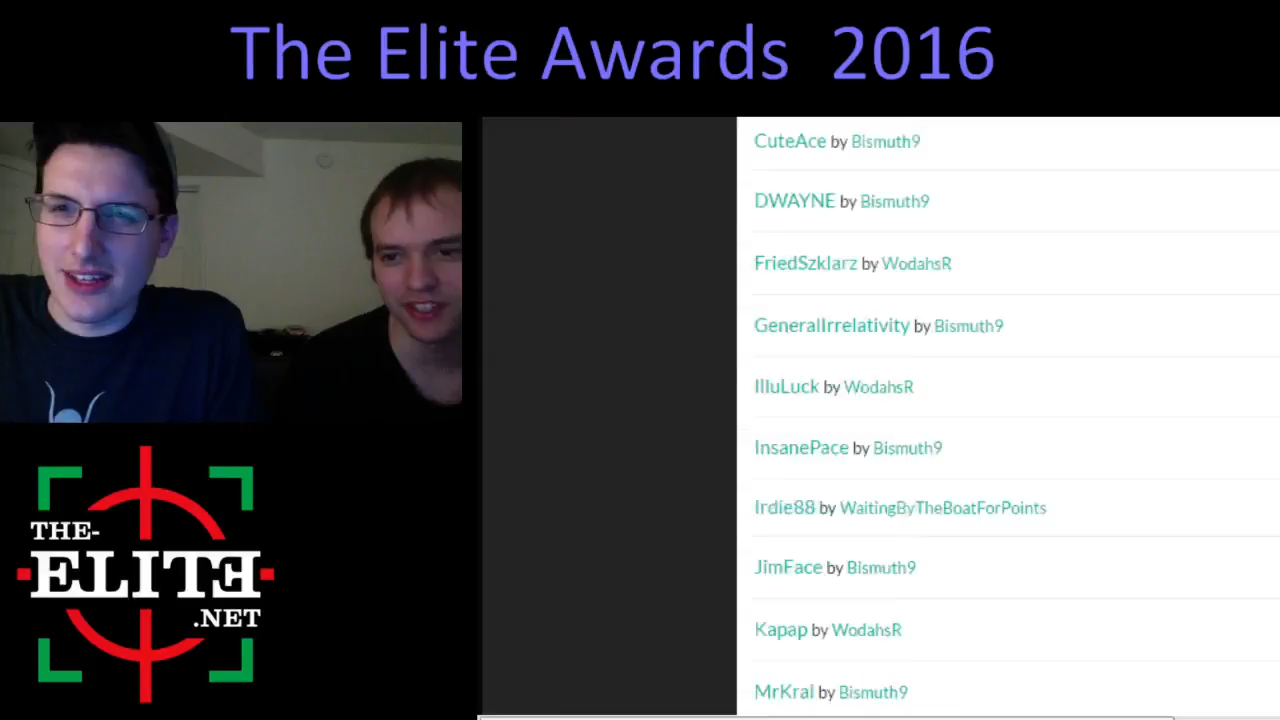 The Elite Awards 2016
CuteAce by Bismuth9
DWAYNE by Bismuth9
FriedSzklarz by WodahsR
GeneralIrrelativity by Bismuth9
IlluLuck by WodahsR
InsanePace by Bismuth9
Irdie88 by WaitingByTheBoatForPoints
JimFace by Bismuth9
Kapap by WodahsR
MrKral by Bismuth9
THE-
ELITE
.NET